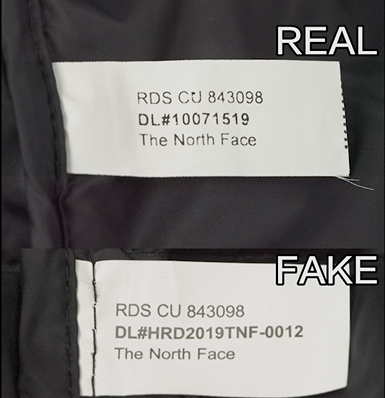 REAL
RDS CU 843098
DL#10071519
The North Face
FAKE
RDS CU 843098
DL#HRD2019TNF-0012
The North Face